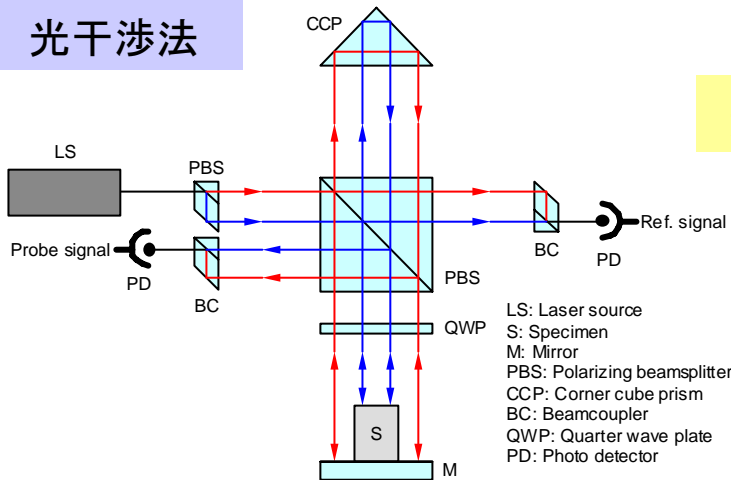 光干渉法
CCP
LS
PBS
Probe signal
PD
BC
PBS
BC
PD
Ref. signal
QWP
S
M
LS: Laser source
S: Specimen
M: Mirror
PBS: Polarizing beamsplitter
CCP: Corner cube prism
BC: Beamcoupler
QWP: Quarter wave plate
PD: Photo detector